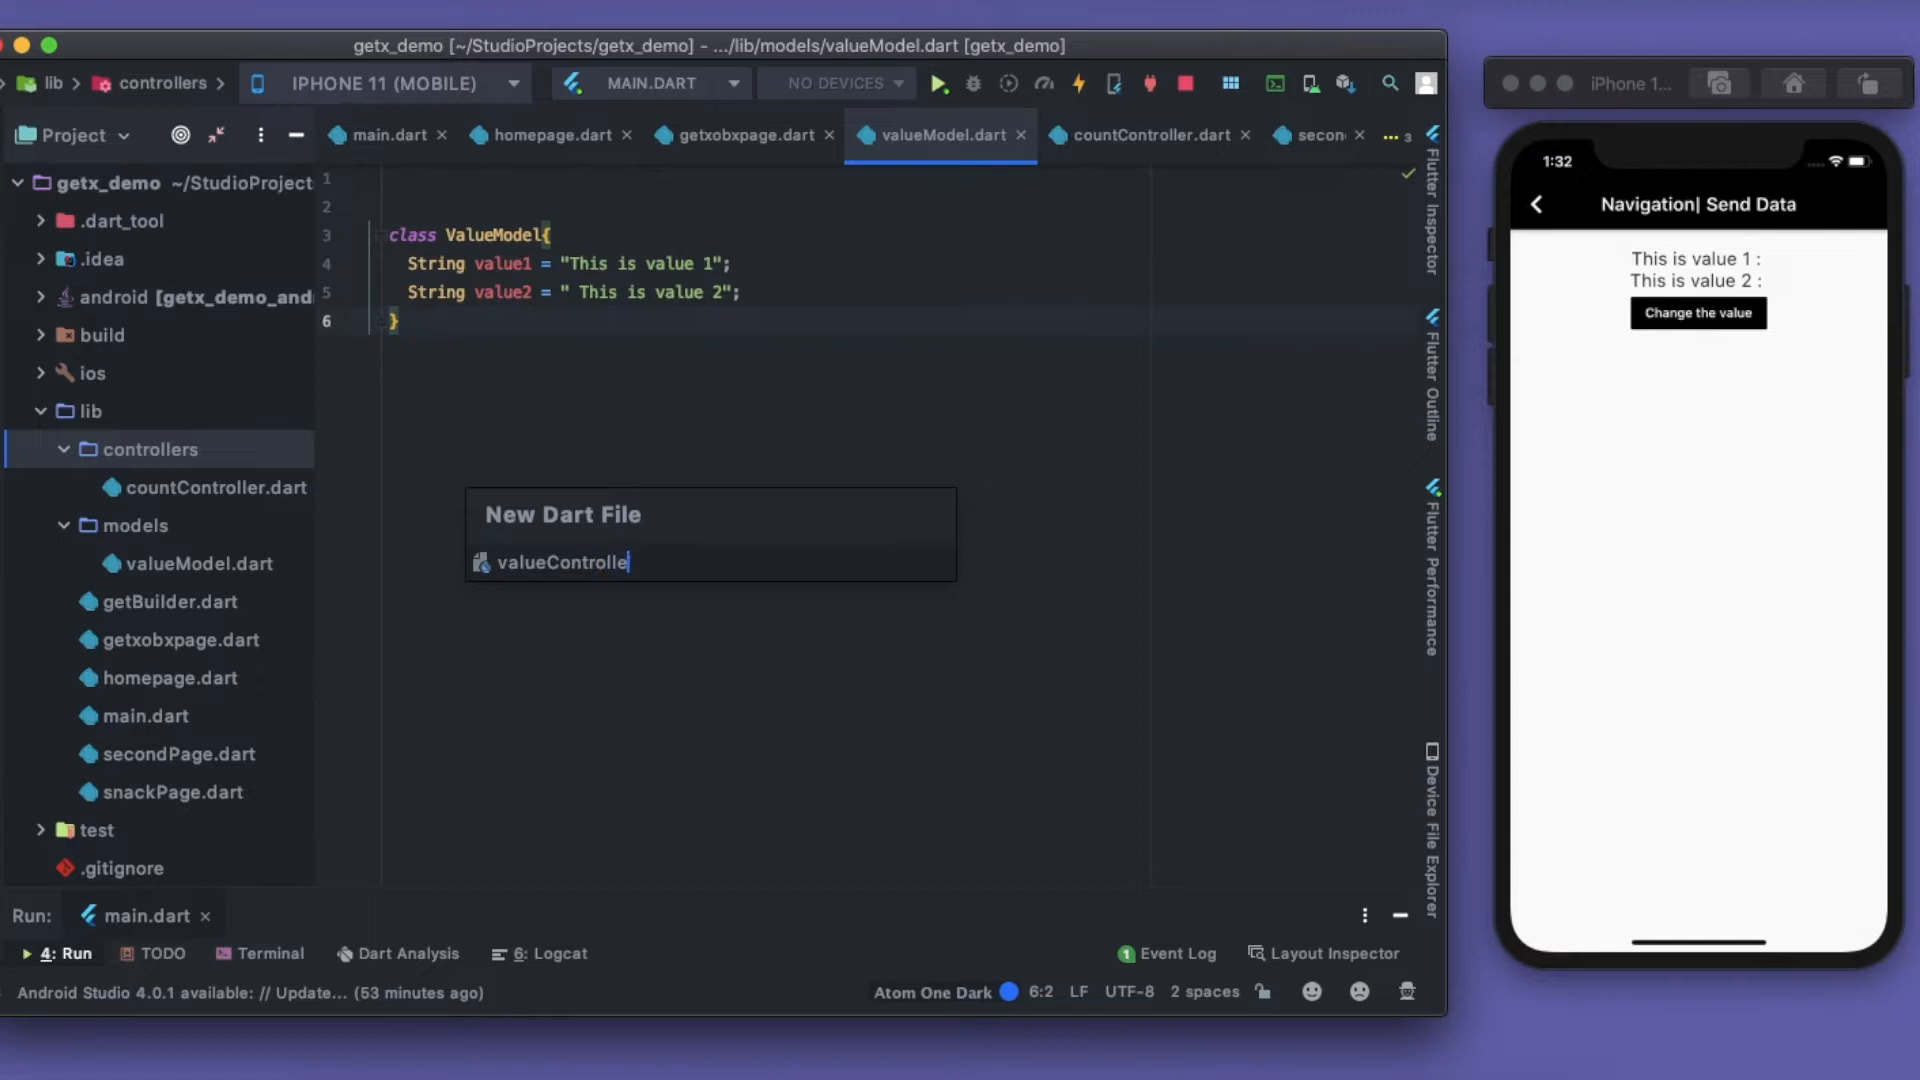 getx_demo [~/StudioProjects/getx_demo] - .../lib/models/valueModel.dart [getx_demo]
lib
controllers
IPHONE 11 (MOBILE)
MAIN.DART
NO DEVICES
Project
main.dart
homepage.dart
getxobxpage.dart
valueModel.dart
countController.dart
secon
3
getx_demo ~/StudioProject
.dart_tool
.idea
android [getx_demo_and
build
ios
lib
controllers
countController.dart
models
valueModel.dart
getBuilder.dart
getxobxpage.dart
homepage.dart
main.dart
secondPage.dart
snackPage.dart
test
.gitignore
1
2
3 class ValueModel{
4 String value1 = "This is value 1";
5 String value2 = " This is value 2";
6 }
New Dart File
valueControlle
Flutter Inspector
Flutter Outline
Flutter Performance
Device File Explorer
Run: main.dart
4: Run
TODO
Terminal
Dart Analysis
6: Logcat
1 Event Log
Layout Inspector
Android Studio 4.0.1 available: // Update... (53 minutes ago)
Atom One Dark
6:2
LF
UTF-8
2 spaces
iPhone 1...
1:32
Navigation| Send Data
This is value 1 :
This is value 2 :
Change the value